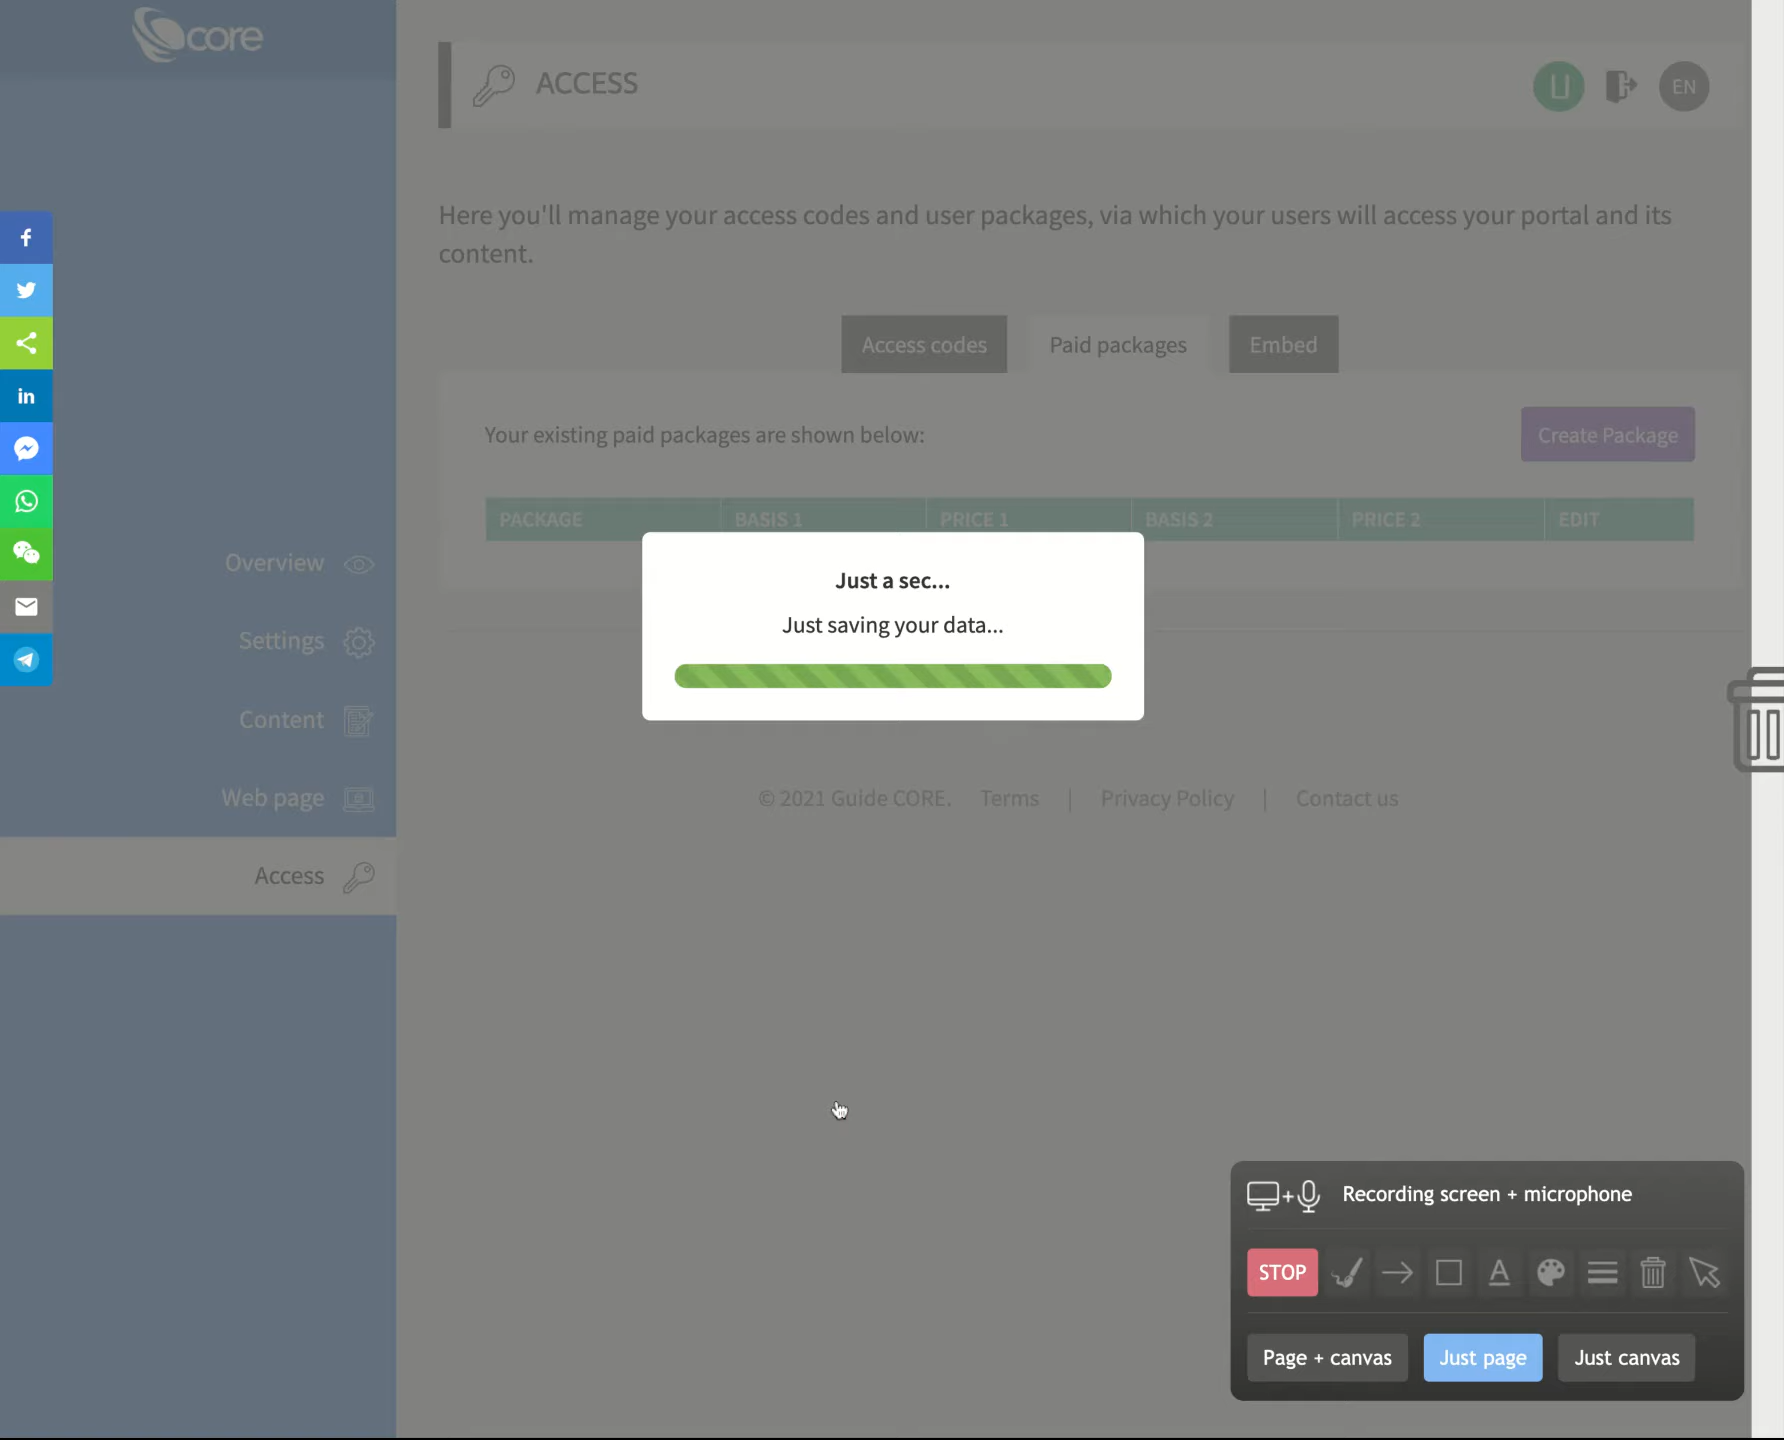 core
ACCESS
EN
Here you'll manage your access codes and user packages, via which your users will access your portal and its
content.
Access codes
Paid packages
Embed
Your existing paid packages are shown below:
Create Package
PACKAGE
BASIS 1
PRICE 1
BASIS 2
PRICE 2
EDIT
Just a sec...
Just saving your data...
Overview
Settings
Content
Web page
Access
© 2021 Guide CORE. Terms | Privacy Policy | Contact us
Recording screen + microphone
STOP
Page + canvas
Just page
Just canvas